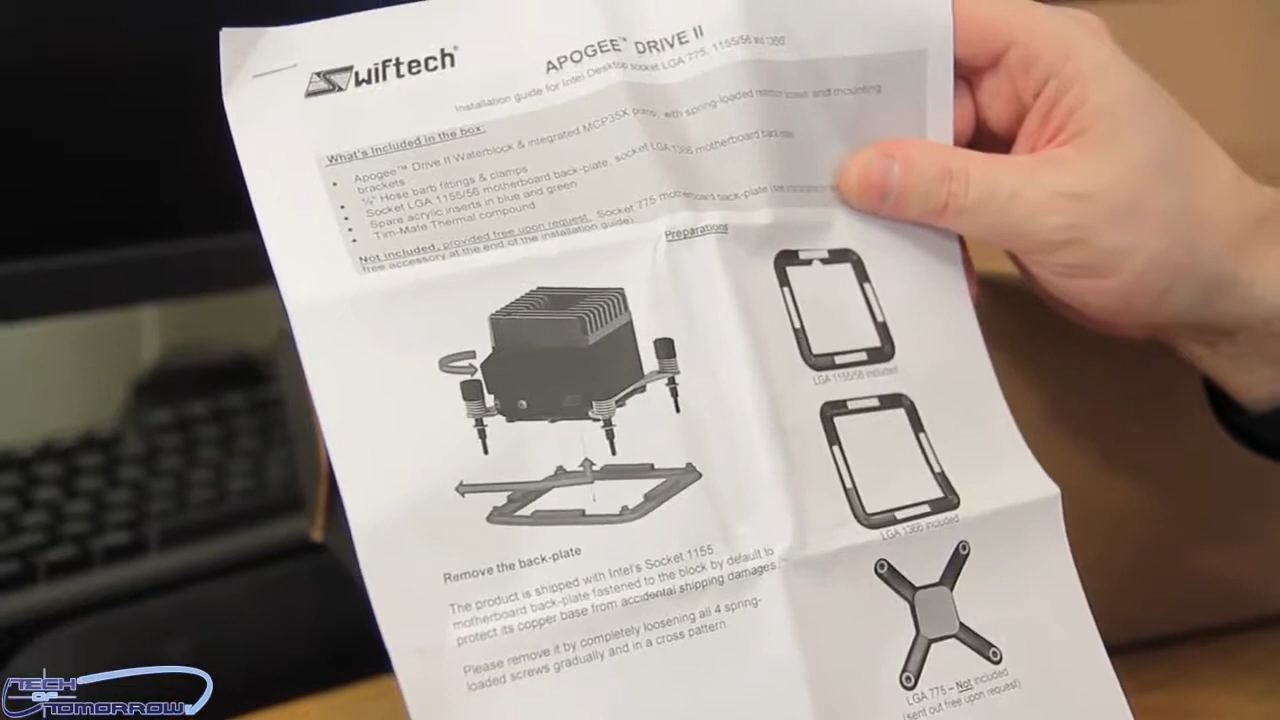 Swiftech®
APOGEE™ DRIVE II
Installation guide for Intel Desktop socket LGA 775, 1155/56 and 1366
What's Included in the box:
• Apogee™ Drive II Waterblock & integrated MCP35X pump, with spring-loaded retention screws and mounting
brackets
• ½" Hose barb fittings & clamps
• Socket LGA 1155/56 motherboard back-plate, socket LGA 1366 motherboard back-plate
• Spare acrylic inserts in blue and green
• Tim-Mate Thermal compound
Not included, provided free upon request. Socket 775 motherboard back-plate (see
free accessory at the end of the installation guide)
Preparations
LGA 1155/56 included
LGA 1366 included
Remove the back-plate
The product is shipped with Intel's Socket 1155
motherboard back-plate fastened to the block by default to
protect its copper base from accidental shipping damages.
Please remove it by completely loosening all 4 spring-
loaded screws gradually and in a cross pattern
LGA 775 – Not included
(sent out free upon request)
TECH
OF
TOMORROW